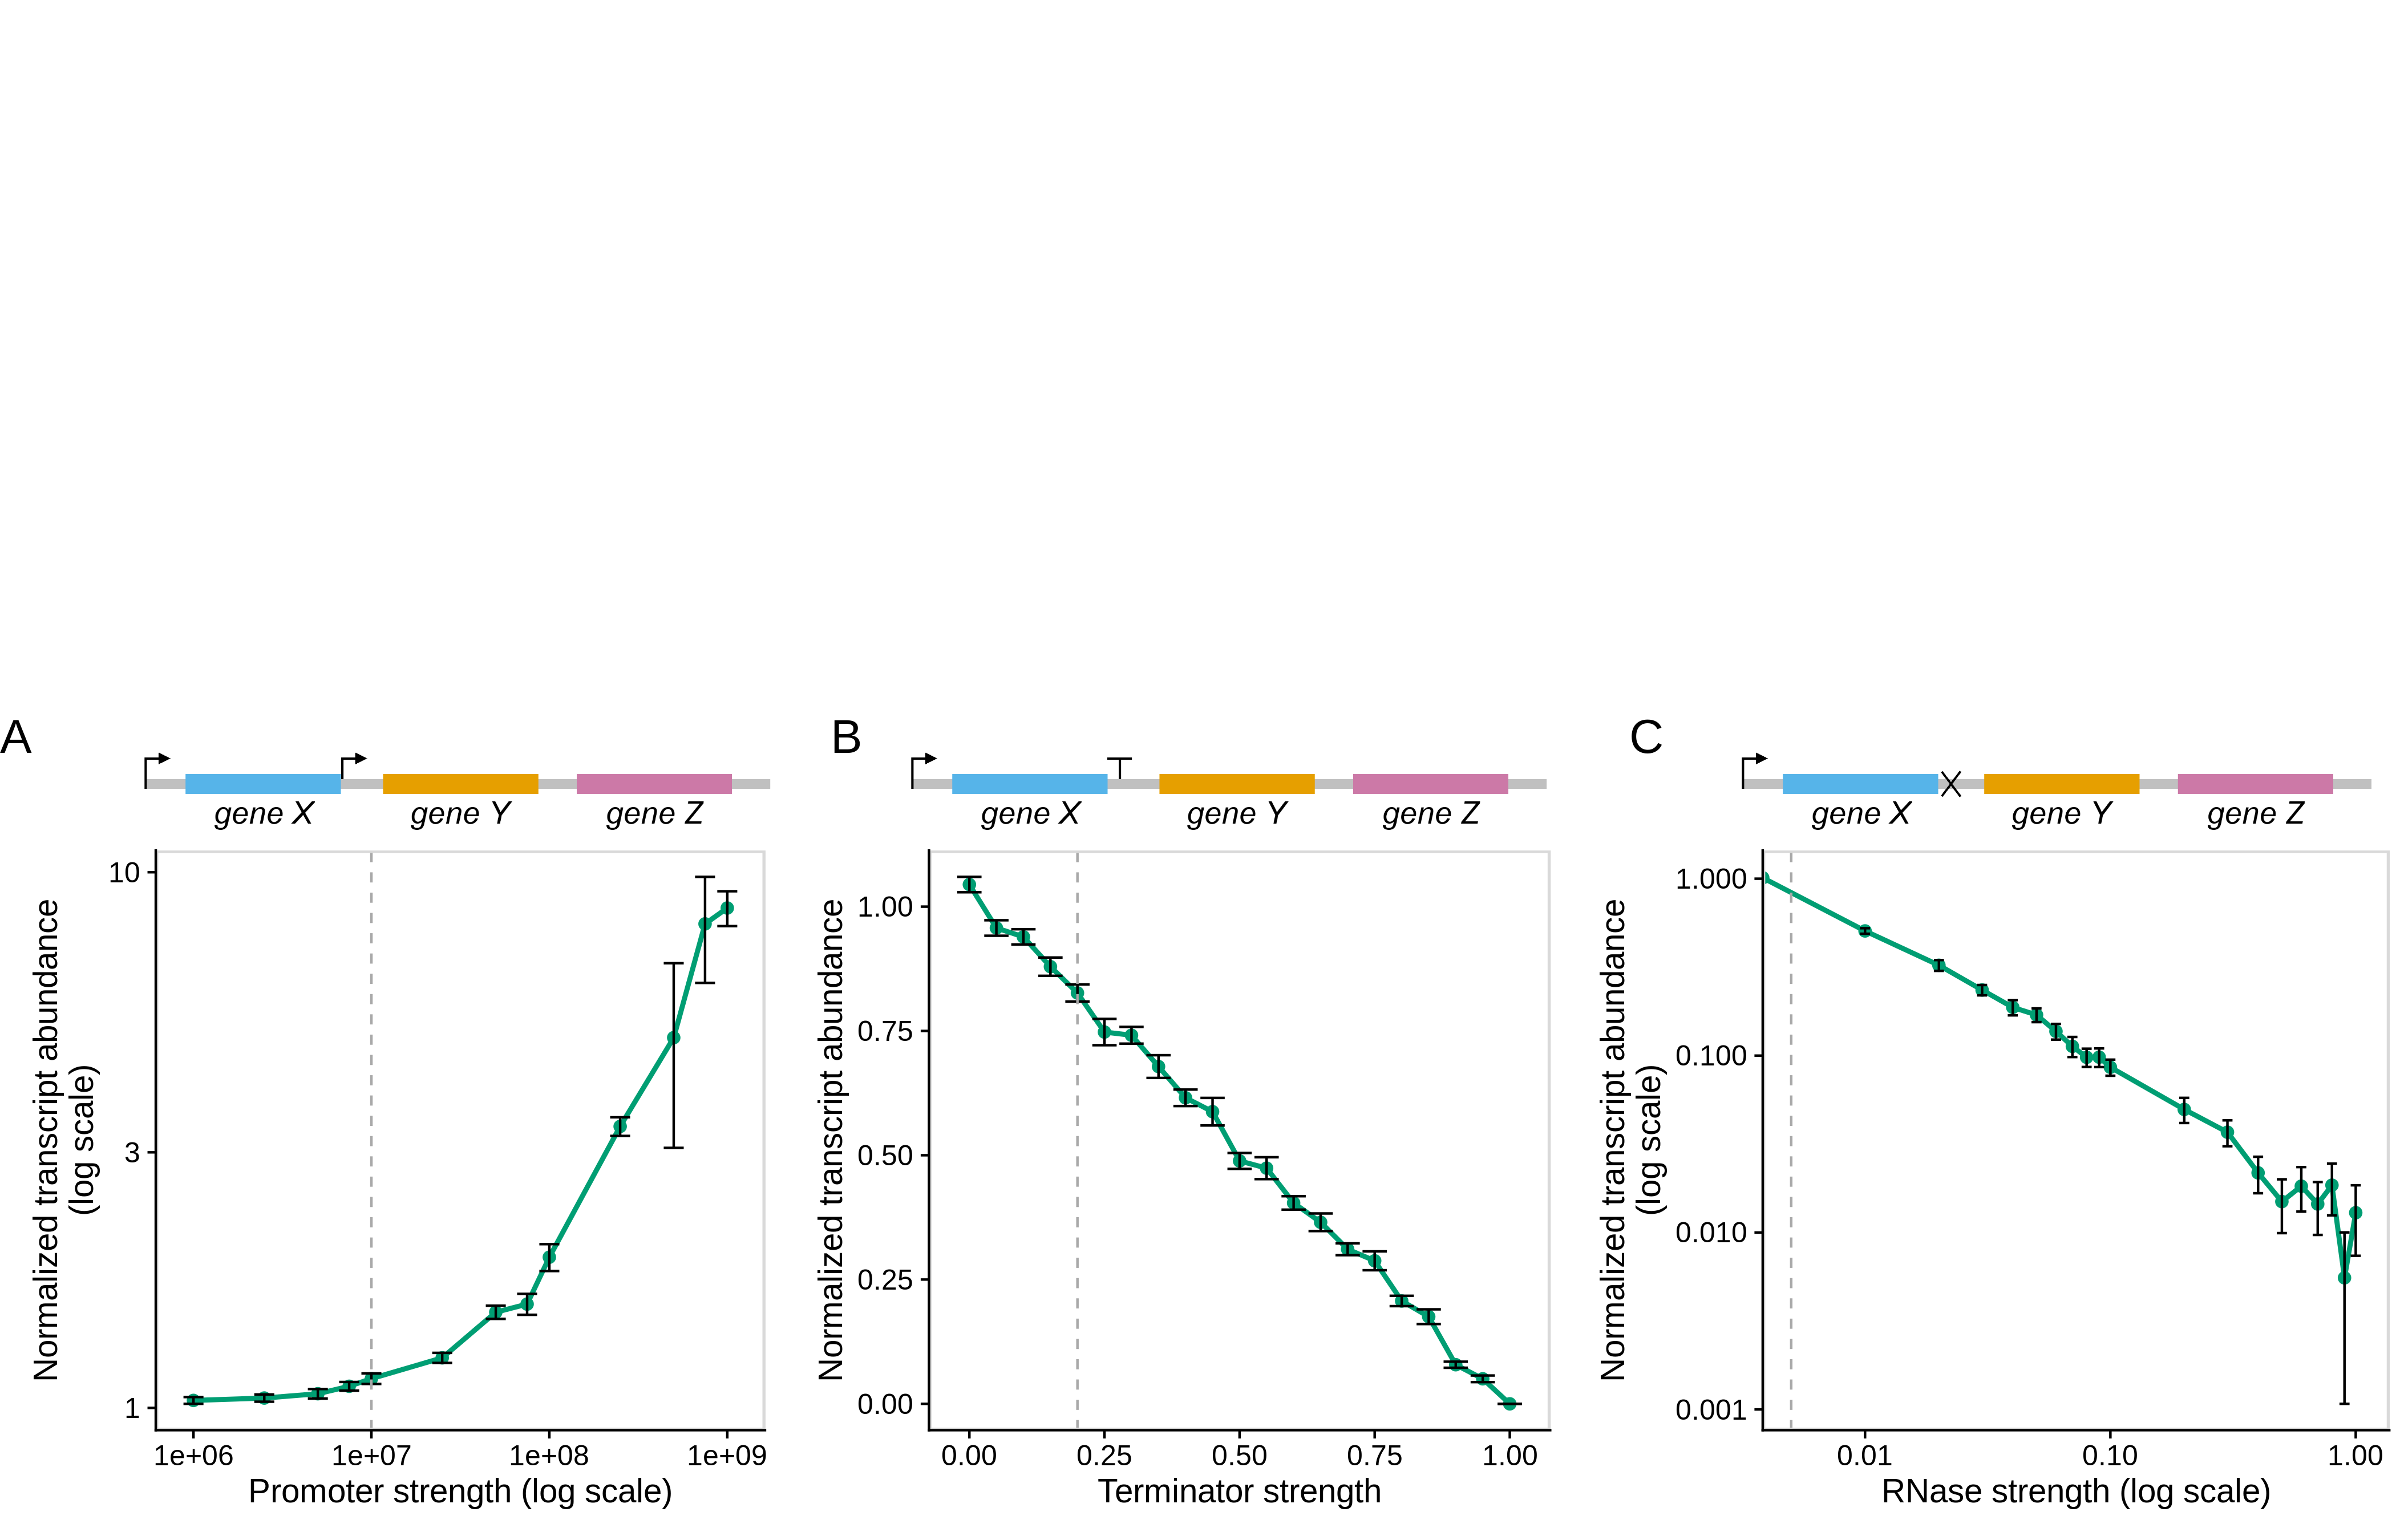 A
gene X
gene Y
gene Z
10
3
1
Normalized transcript abundance
(log scale)
1e+06
1e+07
1e+08
1e+09
Promoter strength (log scale)
B
gene X
gene Y
gene Z
1.00
0.75
0.50
0.25
0.00
Normalized transcript abundance
0.00
0.25
0.50
0.75
1.00
Terminator strength
C
gene X
gene Y
gene Z
1.000
0.100
0.010
0.001
Normalized transcript abundance
(log scale)
0.01
0.10
1.00
RNase strength (log scale)